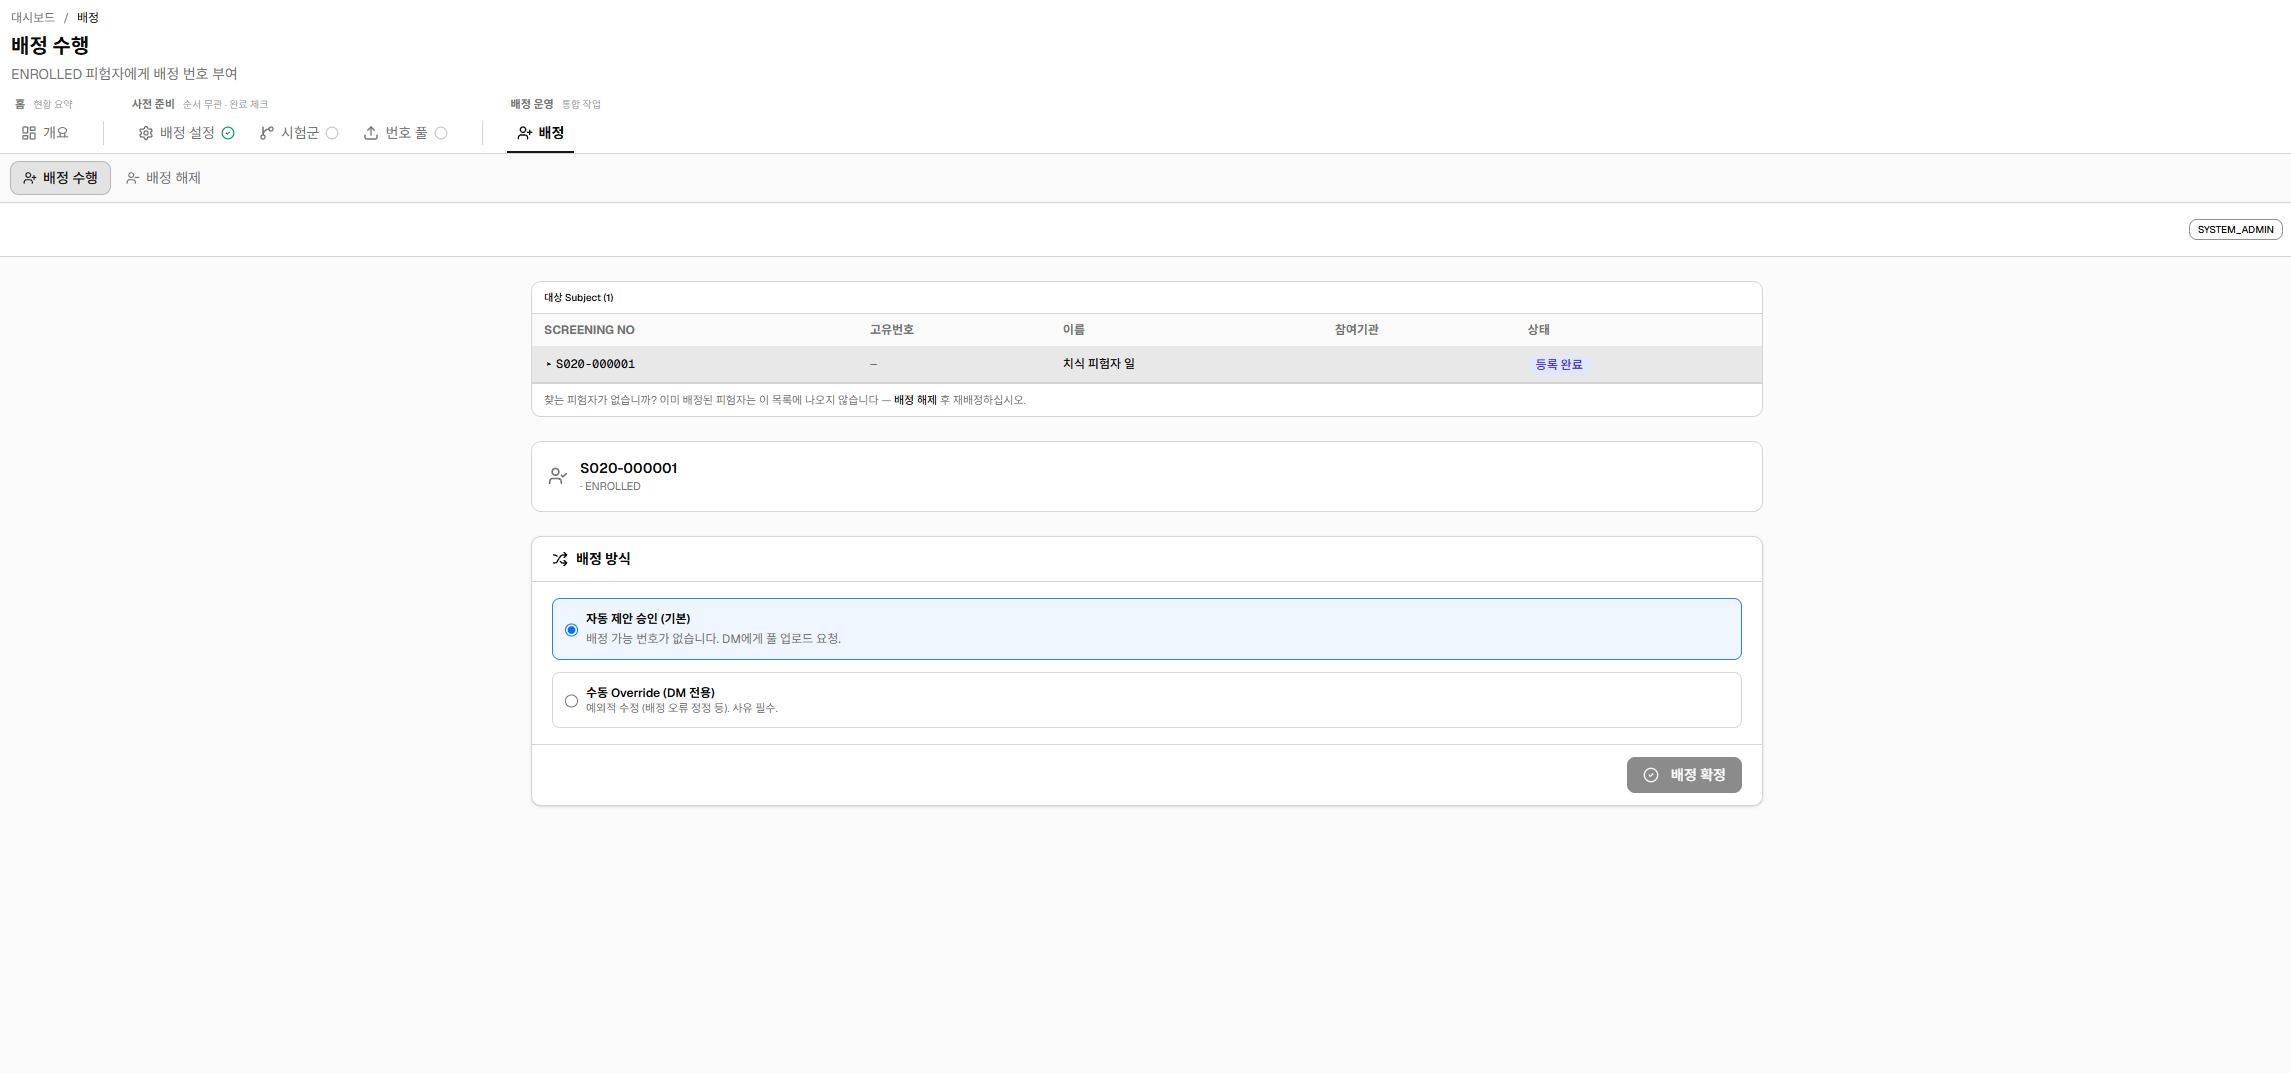 대시보드 / 배정
배정 수행
ENROLLED 피험자에게 배정 번호 부여
홈 현황 요약
사전 준비 순서 무관 · 완료 체크
배정 운영 통합 작업
개요
배정 설정
시험군
번호 풀
배정
배정 수행
배정 해제
SYSTEM_ADMIN
대상 Subject (1)
SCREENING NO 고유번호 이름 참여기관 상태
S020-000001 — 치식 피험자 일 등록 완료
찾는 피험자가 없습니까? 이미 배정된 피험자는 이 목록에 나오지 않습니다 — 배정 해제 후 재배정하십시오.
S020-000001
· ENROLLED
배정 방식
자동 제안 승인 (기본)
배정 가능 번호가 없습니다. DM에게 풀 업로드 요청.
수동 Override (DM 전용)
예외적 수정 (배정 오류 정정 등). 사유 필수.
배정 확정